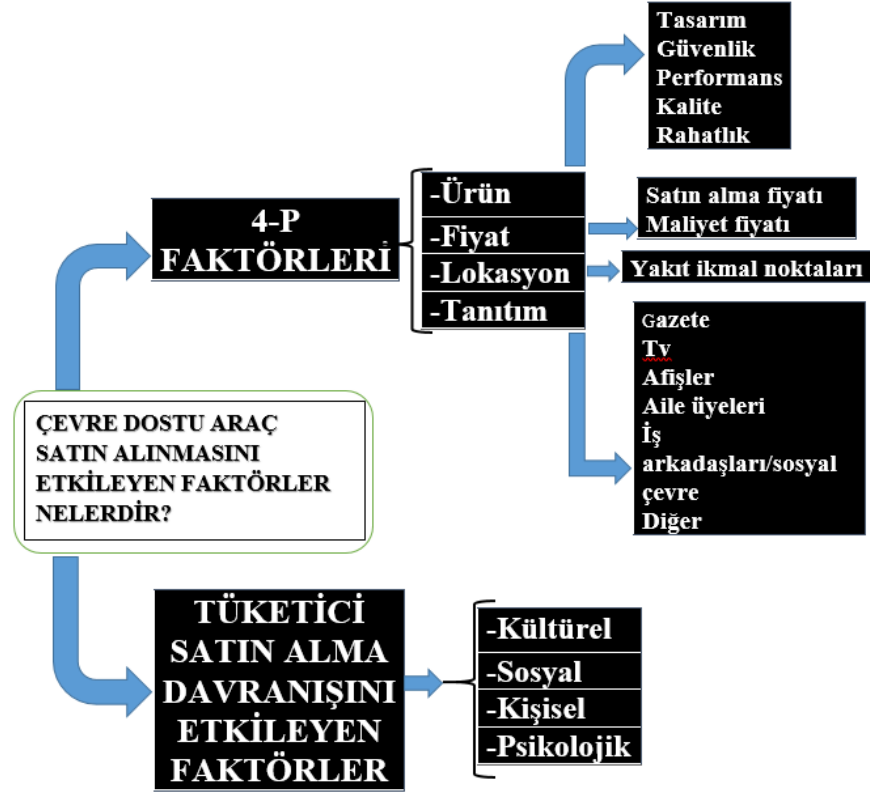 ÇEVRE DOSTU ARAÇ
SATIN ALINMASINI
ETKİLEYEN FAKTÖRLER
NELERDİR?
4-P
FAKTÖRLERİ
-Ürün
-Fiyat
-Lokasyon
-Tanıtım
Tasarım
Güvenlik
Performans
Kalite
Rahatlık
Satın alma fiyatı
Maliyet fiyatı
Yakıt ikmal noktaları
Gazete
Tv
Afişler
Aile üyeleri
İş
arkadaşları/sosyal
çevre
Diğer
TÜKETİCİ
SATIN ALMA
DAVRANIŞINI
ETKİLEYEN
FAKTÖRLER
-Kültürel
-Sosyal
-Kişisel
-Psikolojik